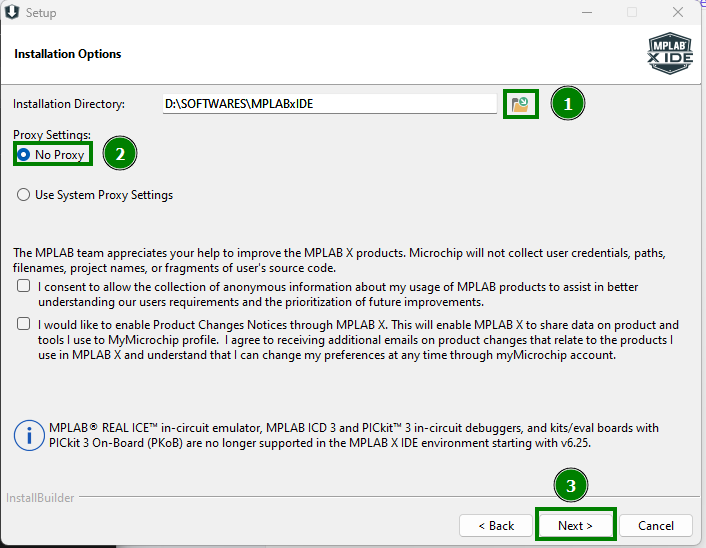 Setup
Installation Options
MPLAB®
X IDE
Installation Directory:
D:\SOFTWARES\MPLABxIDE
1
Proxy Settings:
No Proxy
2
Use System Proxy Settings
The MPLAB team appreciates your help to improve the MPLAB X products. Microchip will not collect user credentials, paths,
filenames, project names, or fragments of user's source code.
I consent to allow the collection of anonymous information about my usage of MPLAB products to assist in better
understanding our users requirements and the prioritization of future improvements.
I would like to enable Product Changes Notices through MPLAB X. This will enable MPLAB X to share data on product and
tools I use to MyMicrochip profile.  I agree to receiving additional emails on product changes that relate to the products I
use in MPLAB X and understand that I can change my preferences at any time through myMicrochip account.
MPLAB® REAL ICE™ in-circuit emulator, MPLAB ICD 3 and PICkit™ 3 in-circuit debuggers, and kits/eval boards with
PICkit 3 On-Board (PKoB) are no longer supported in the MPLAB X IDE environment starting with v6.25.
3
InstallBuilder
< Back
Next >
Cancel